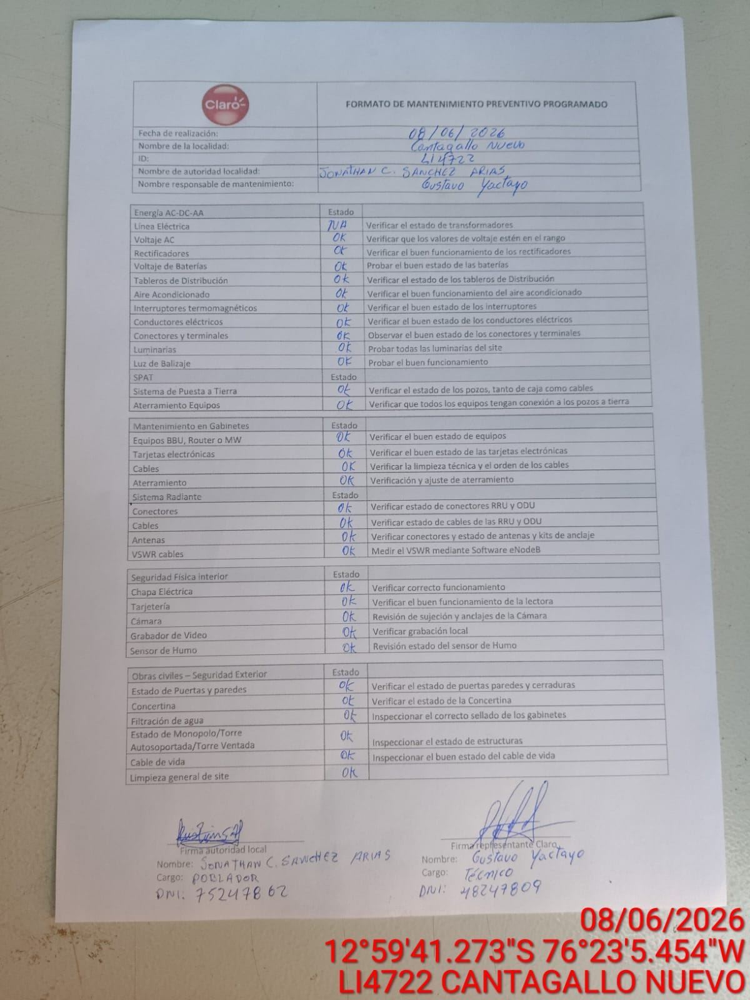 Claro
FORMATO DE MANTENIMIENTO PREVENTIVO PROGRAMADO
Fecha de realización: 08/06/2026
Nombre de la localidad: Cantagallo Nuevo
ID: LI4722
Nombre de autoridad localidad: JONATHAN C. SANCHEZ ARIAS
Nombre responsable de mantenimiento: Gustavo Yactayo
Energía AC-DC-AA Estado
Línea Eléctrica NA Verificar el estado de transformadores
Voltaje AC OK Verificar que los valores de voltaje estén en el rango
Rectificadores OK Verificar el buen funcionamiento de los rectificadores
Voltaje de Baterías OK Probar el buen estado de las baterías
Tableros de Distribución OK Verificar el estado de los tableros de Distribución
Aire Acondicionado OK Verificar el buen funcionamiento del aire acondicionado
Interruptores termomagnéticos OK Verificar el buen estado de los interruptores
Conductores eléctricos OK Verificar el buen estado de los conductores eléctricos
Conectores y terminales OK Observar el buen estado de los conectores y terminales
Luminarias OK Probar todas las luminarias del site
Luz de Balizaje OK Probar el buen funcionamiento
SPAT Estado
Sistema de Puesta a Tierra OK Verificar el estado de los pozos, tanto de caja como cables
Aterramiento Equipos OK Verificar que todos los equipos tengan conexión a los pozos a tierra
Mantenimiento en Gabinetes Estado
Equipos BBU, Router o MW OK Verificar el buen estado de equipos
Tarjetas electrónicas OK Verificar el buen estado de las tarjetas electrónicas
Cables OK Verificar la limpieza técnica y el orden de los cables
Aterramiento OK Verificación y ajuste de aterramiento
Sistema Radiante Estado
Conectores OK Verificar estado de conectores RRU y ODU
Cables OK Verificar estado de cables de las RRU y ODU
Antenas OK Verificar conectores y estado de antenas y kits de anclaje
VSWR cables OK Medir el VSWR mediante Software eNodeB
Seguridad Física interior Estado
Chapa Eléctrica OK Verificar correcto funcionamiento
Tarjetería OK Verificar el buen funcionamiento de la lectora
Cámara OK Revisión de sujeción y anclajes de la Cámara
Grabador de Video OK Verificar grabación local
Sensor de Humo OK Revisión estado del sensor de Humo
Obras civiles – Seguridad Exterior Estado
Estado de Puertas y paredes OK Verificar el estado de puertas paredes y cerraduras
Concertina OK Verificar el estado de la Concertina
Filtración de agua OK Inspeccionar el correcto sellado de los gabinetes
Estado de Monopolo/Torre
Autosoportada/Torre Ventada OK Inspeccionar el estado de estructuras
Cable de vida OK Inspeccionar el buen estado del cable de vida
Limpieza general de site OK
Firma autoridad local Firma representante Claro
Nombre: JONATHAN C. SANCHEZ ARIAS Nombre: Gustavo Yactayo
Cargo: POBLADOR Cargo: Técnico
DNI: 75247862 DNI: 48247809
08/06/2026
12°59'41.273"S 76°23'5.454"W
LI4722 CANTAGALLO NUEVO